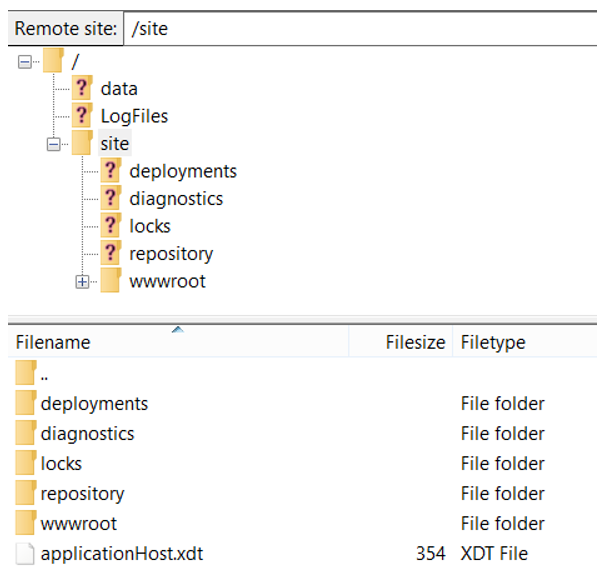 Remote site: /site
/
data
LogFiles
site
deployments
diagnostics
locks
repository
wwwroot
Filename Filesize Filetype
..
deployments File folder
diagnostics File folder
locks File folder
repository File folder
wwwroot File folder
applicationHost.xdt 354 XDT File